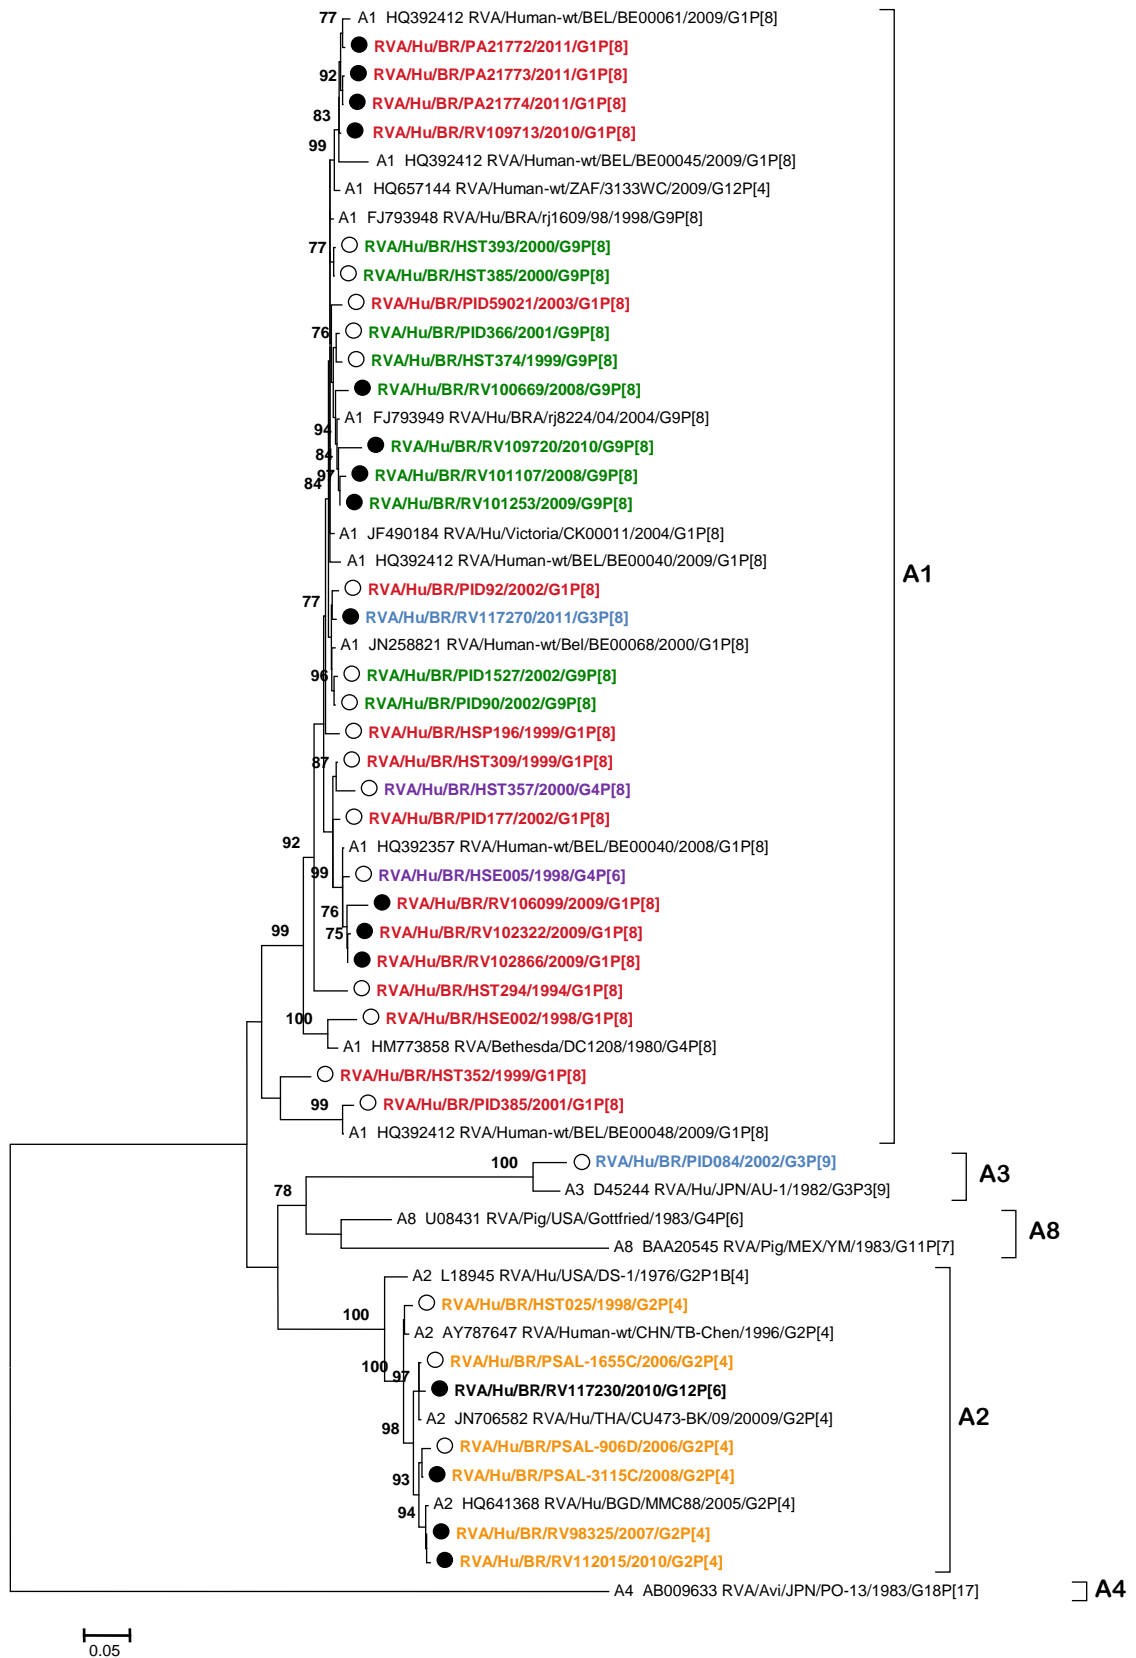 77
A1 HQ392412 RVA/Human-wt/BEL/BE00061/2009/G1P[8]
RVA/Hu/BR/PA21772/2011/G1P[8]
92
RVA/Hu/BR/PA21773/2011/G1P[8]
RVA/Hu/BR/PA21774/2011/G1P[8]
83
RVA/Hu/BR/RV109713/2010/G1P[8]
99
A1 HQ392412 RVA/Human-wt/BEL/BE00045/2009/G1P[8]
A1 HQ657144 RVA/Human-wt/ZAF/3133WC/2009/G12P[4]
A1 FJ793948 RVA/Hu/BRA/rj1609/98/1998/G9P[8]
77
RVA/Hu/BR/HST393/2000/G9P[8]
RVA/Hu/BR/HST385/2000/G9P[8]
RVA/Hu/BR/PID59021/2003/G1P[8]
76
RVA/Hu/BR/PID366/2001/G9P[8]
RVA/Hu/BR/HST374/1999/G9P[8]
RVA/Hu/BR/RV100669/2008/G9P[8]
A1 FJ793949 RVA/Hu/BRA/rj8224/04/2004/G9P[8]
94
RVA/Hu/BR/RV109720/2010/G9P[8]
84
97
RVA/Hu/BR/RV101107/2008/G9P[8]
84
RVA/Hu/BR/RV101253/2009/G9P[8]
A1 JF490184 RVA/Hu/Victoria/CK00011/2004/G1P[8]
A1 HQ392412 RVA/Human-wt/BEL/BE00040/2009/G1P[8]
A1
RVA/Hu/BR/PID92/2002/G1P[8]
77
RVA/Hu/BR/RV117270/2011/G3P[8]
A1 JN258821 RVA/Human-wt/Bel/BE00068/2000/G1P[8]
96
RVA/Hu/BR/PID1527/2002/G9P[8]
RVA/Hu/BR/PID90/2002/G9P[8]
RVA/Hu/BR/HSP196/1999/G1P[8]
87
RVA/Hu/BR/HST309/1999/G1P[8]
RVA/Hu/BR/HST357/2000/G4P[8]
RVA/Hu/BR/PID177/2002/G1P[8]
92
A1 HQ392357 RVA/Human-wt/BEL/BE00040/2008/G1P[8]
99
RVA/Hu/BR/HSE005/1998/G4P[6]
76
RVA/Hu/BR/RV106099/2009/G1P[8]
99
75
RVA/Hu/BR/RV102322/2009/G1P[8]
RVA/Hu/BR/RV102866/2009/G1P[8]
RVA/Hu/BR/HST294/1994/G1P[8]
100
RVA/Hu/BR/HSE002/1998/G1P[8]
A1 HM773858 RVA/Bethesda/DC1208/1980/G4P[8]
RVA/Hu/BR/HST352/1999/G1P[8]
99
RVA/Hu/BR/PID385/2001/G1P[8]
A1 HQ392412 RVA/Human-wt/BEL/BE00048/2009/G1P[8]
100
RVA/Hu/BR/PID084/2002/G3P[9]
A3
78
A3 D45244 RVA/Hu/JPN/AU-1/1982/G3P3[9]
A8 U08431 RVA/Pig/USA/Gottfried/1983/G4P[6]
A8
A8 BAA20545 RVA/Pig/MEX/YM/1983/G11P[7]
A2 L18945 RVA/Hu/USA/DS-1/1976/G2P1B[4]
RVA/Hu/BR/HST025/1998/G2P[4]
100
A2 AY787647 RVA/Human-wt/CHN/TB-Chen/1996/G2P[4]
RVA/Hu/BR/PSAL-1655C/2006/G2P[4]
100
97
RVA/Hu/BR/RV117230/2010/G12P[6]
A2 JN706582 RVA/Hu/THA/CU473-BK/09/20009/G2P[4]
A2
98
RVA/Hu/BR/PSAL-906D/2006/G2P[4]
RVA/Hu/BR/PSAL-3115C/2008/G2P[4]
93
A2 HQ641368 RVA/Hu/BGD/MMC88/2005/G2P[4]
94
RVA/Hu/BR/RV98325/2007/G2P[4]
RVA/Hu/BR/RV112015/2010/G2P[4]
A4 AB009633 RVA/Avi/JPN/PO-13/1983/G18P[17]
A4
0.05